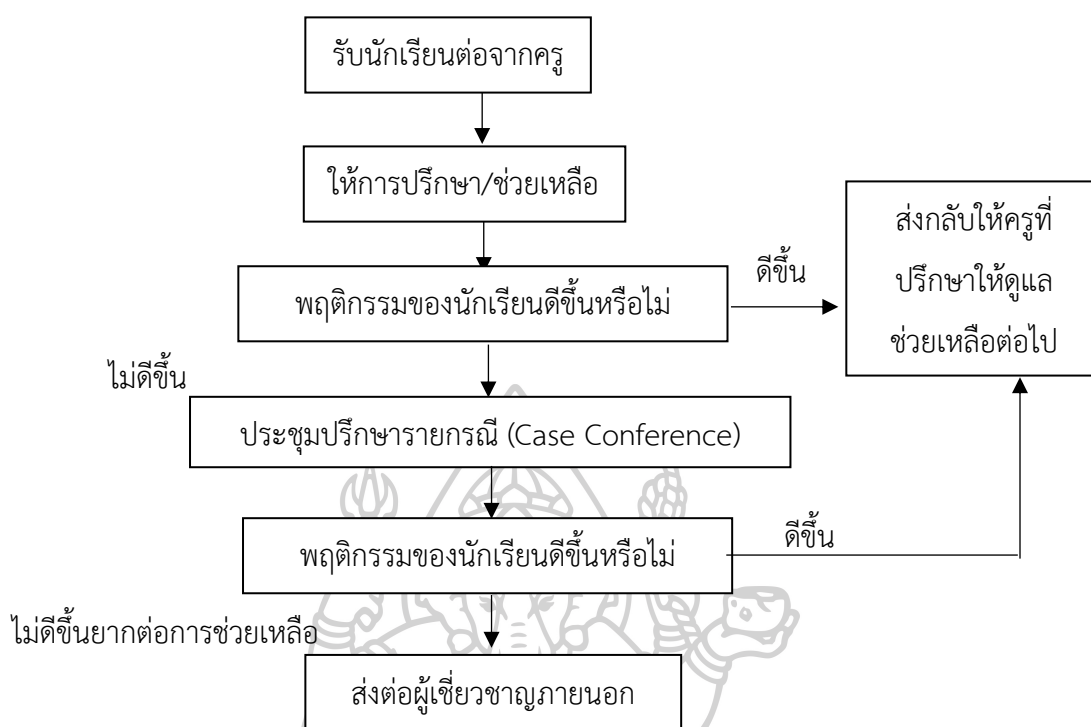 รับนักเรียนต่อจากครู
ให้การปรึกษา/ช่วยเหลือ
ส่งกลับให้ครูที่
ปรึกษาให้ดูแล
ช่วยเหลือต่อไป
พฤติกรรมของนักเรียนดีขึ้นหรือไม่
ดีขึ้น
ไม่ดีขึ้น
ประชุมปรึกษารายกรณี (Case Conference)
พฤติกรรมของนักเรียนดีขึ้นหรือไม่
ดีขึ้น
ไม่ดีขึ้นยากต่อการช่วยเหลือ
ส่งต่อผู้เชี่ยวชาญภายนอก